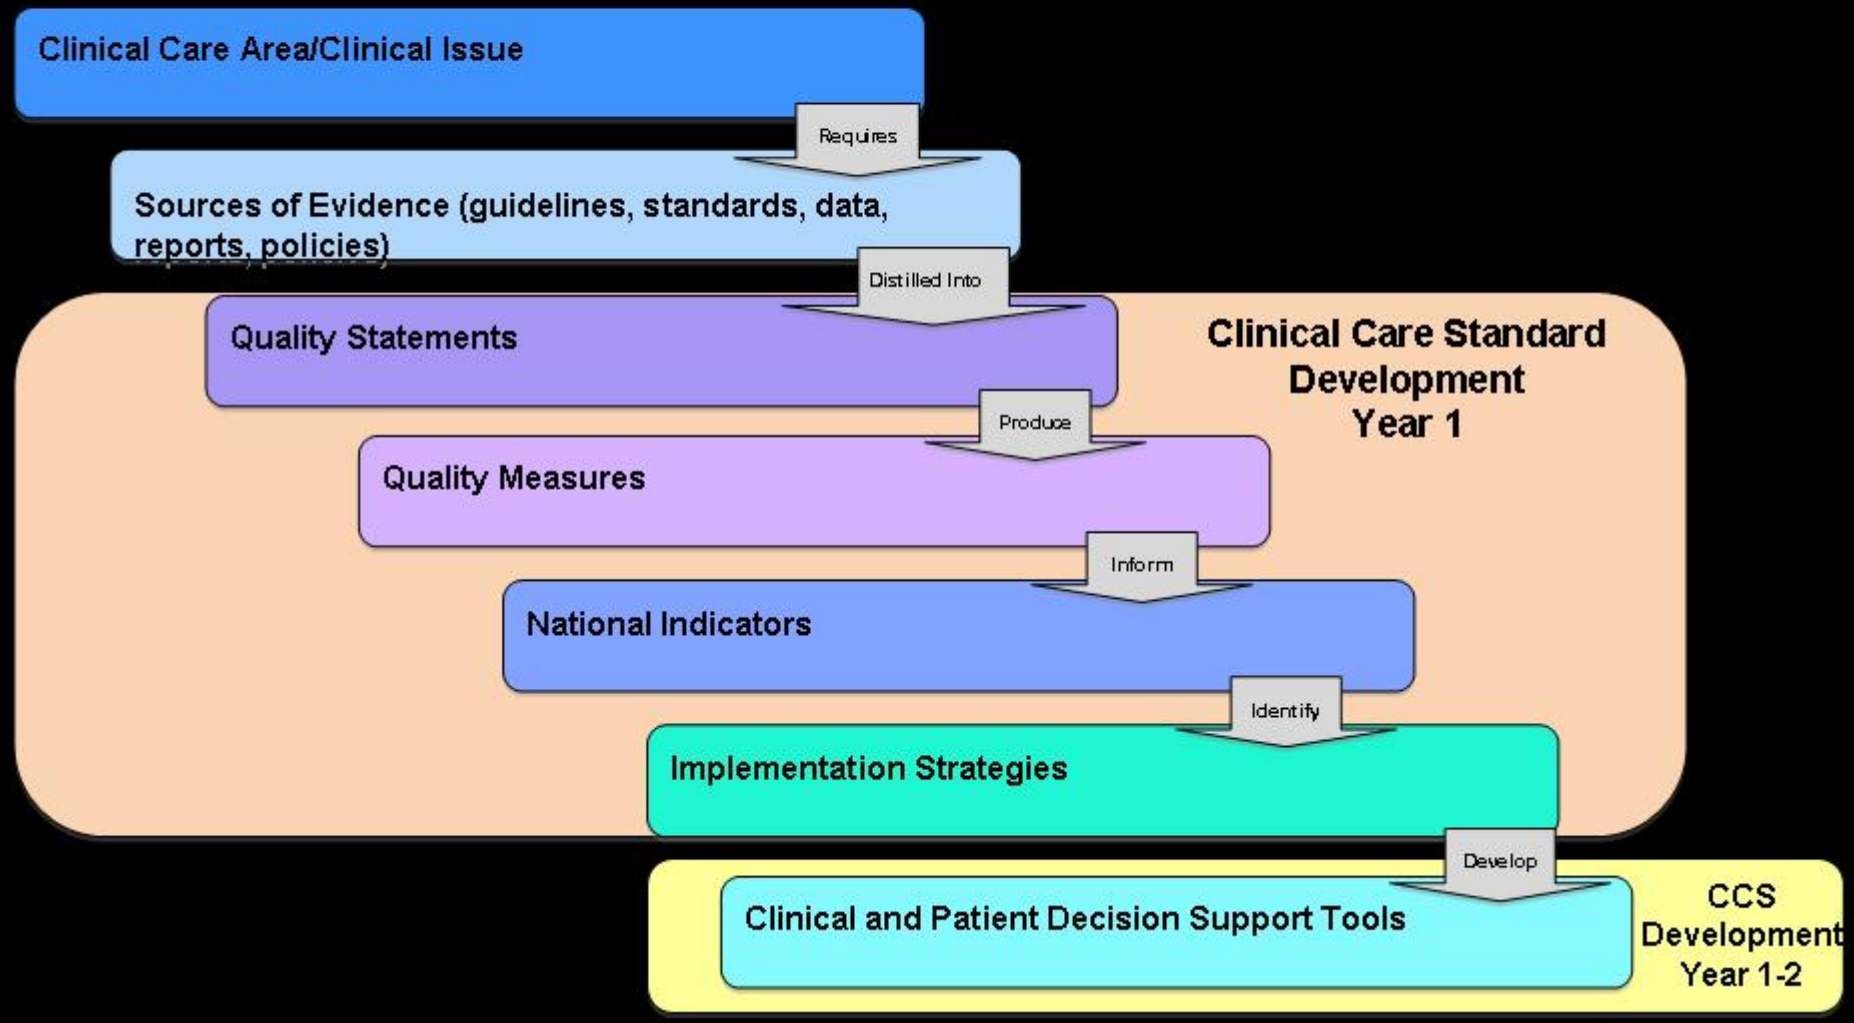 Clinical Care Area/Clinical Issue
Requires
Sources of Evidence (guidelines, standards, data,
reports, policies)
Distilled Into
Quality Statements
Clinical Care Standard
Development
Year 1
Produce
Quality Measures
Inform
National Indicators
Identify
Implementation Strategies
Develop
Clinical and Patient Decision Support Tools
CCS
Development
Year 1-2